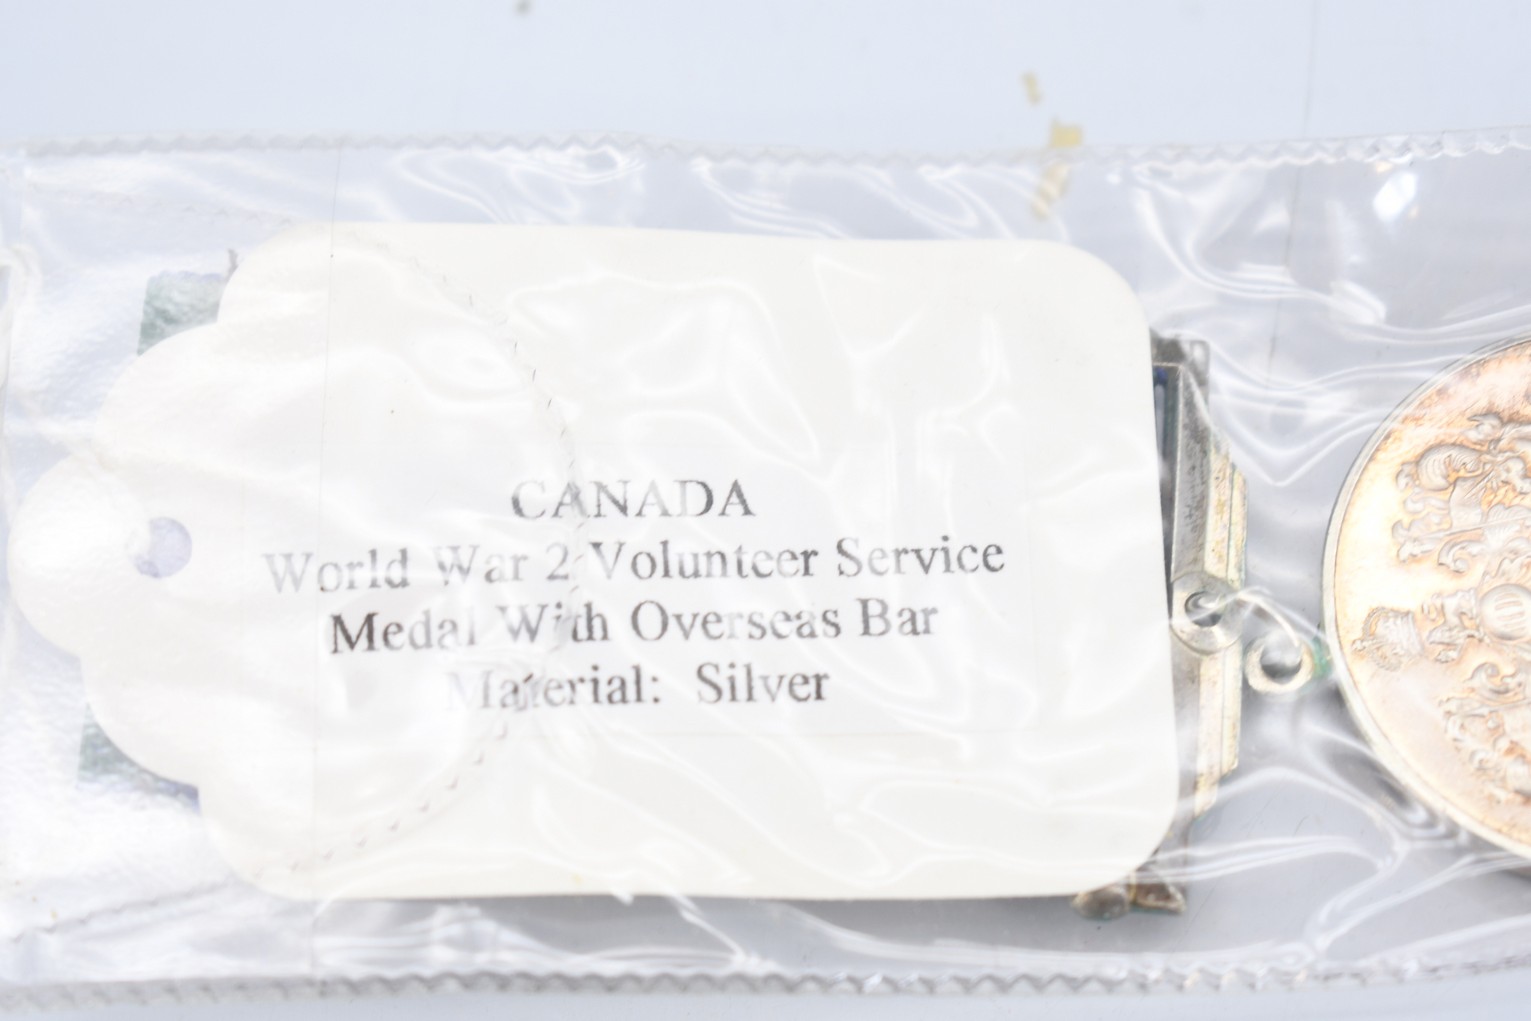 CANADA
World War 2 Volunteer Service
Medal With Overseas Bar
Material: Silver